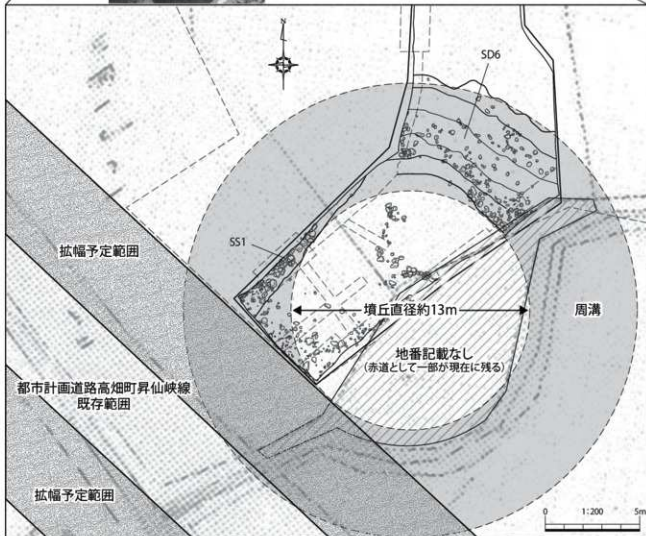 N
SD6
SS1
拡幅予定範囲
墳丘直径約13m
周溝
地番記載なし
(赤道として一部が現在に残る)
都市計画道路高畑町昇仙峡線
既存範囲
拡幅予定範囲
0
1:200
5m